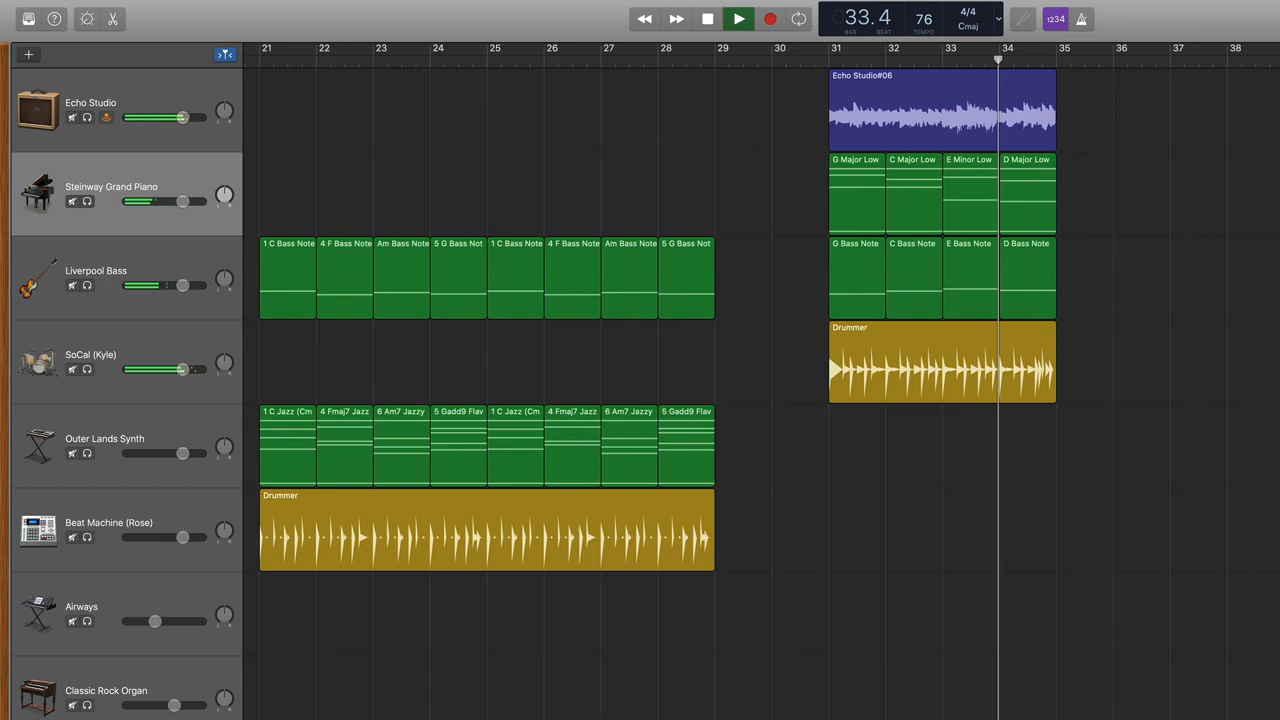 33.4
BAR
BEAT
76
TEMPO
4/4
Cmaj
1234
21 22 23 24 25 26 27 28 29 30 31 32 33 34 35 36 37 38
Echo Studio
L R
Echo Studio#06
Steinway Grand Piano
L R
G Major Low
C Major Low
E Minor Low
D Major Low
Liverpool Bass
L R
1 C Bass Note
4 F Bass Note
Am Bass Note
5 G Bass Not
1 C Bass Note
4 F Bass Note
Am Bass Note
5 G Bass Not
G Bass Note
C Bass Note
E Bass Note
D Bass Note
SoCal (Kyle)
L R
Drummer
Outer Lands Synth
L R
1 C Jazz (Cm
4 Fmaj7 Jazz
6 Am7 Jazzy
5 Gadd9 Flav
1 C Jazz (Cm
4 Fmaj7 Jazz
6 Am7 Jazzy
5 Gadd9 Flav
Beat Machine (Rose)
L R
Drummer
Airways
L R
Classic Rock Organ
L R